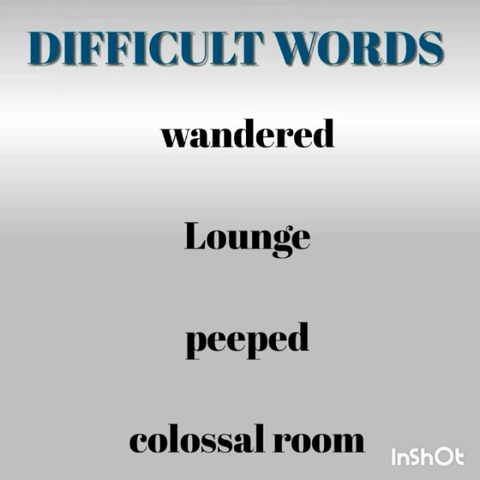 DIFFICULT WORDS
wandered
Lounge
peeped
colossal room
InShOt